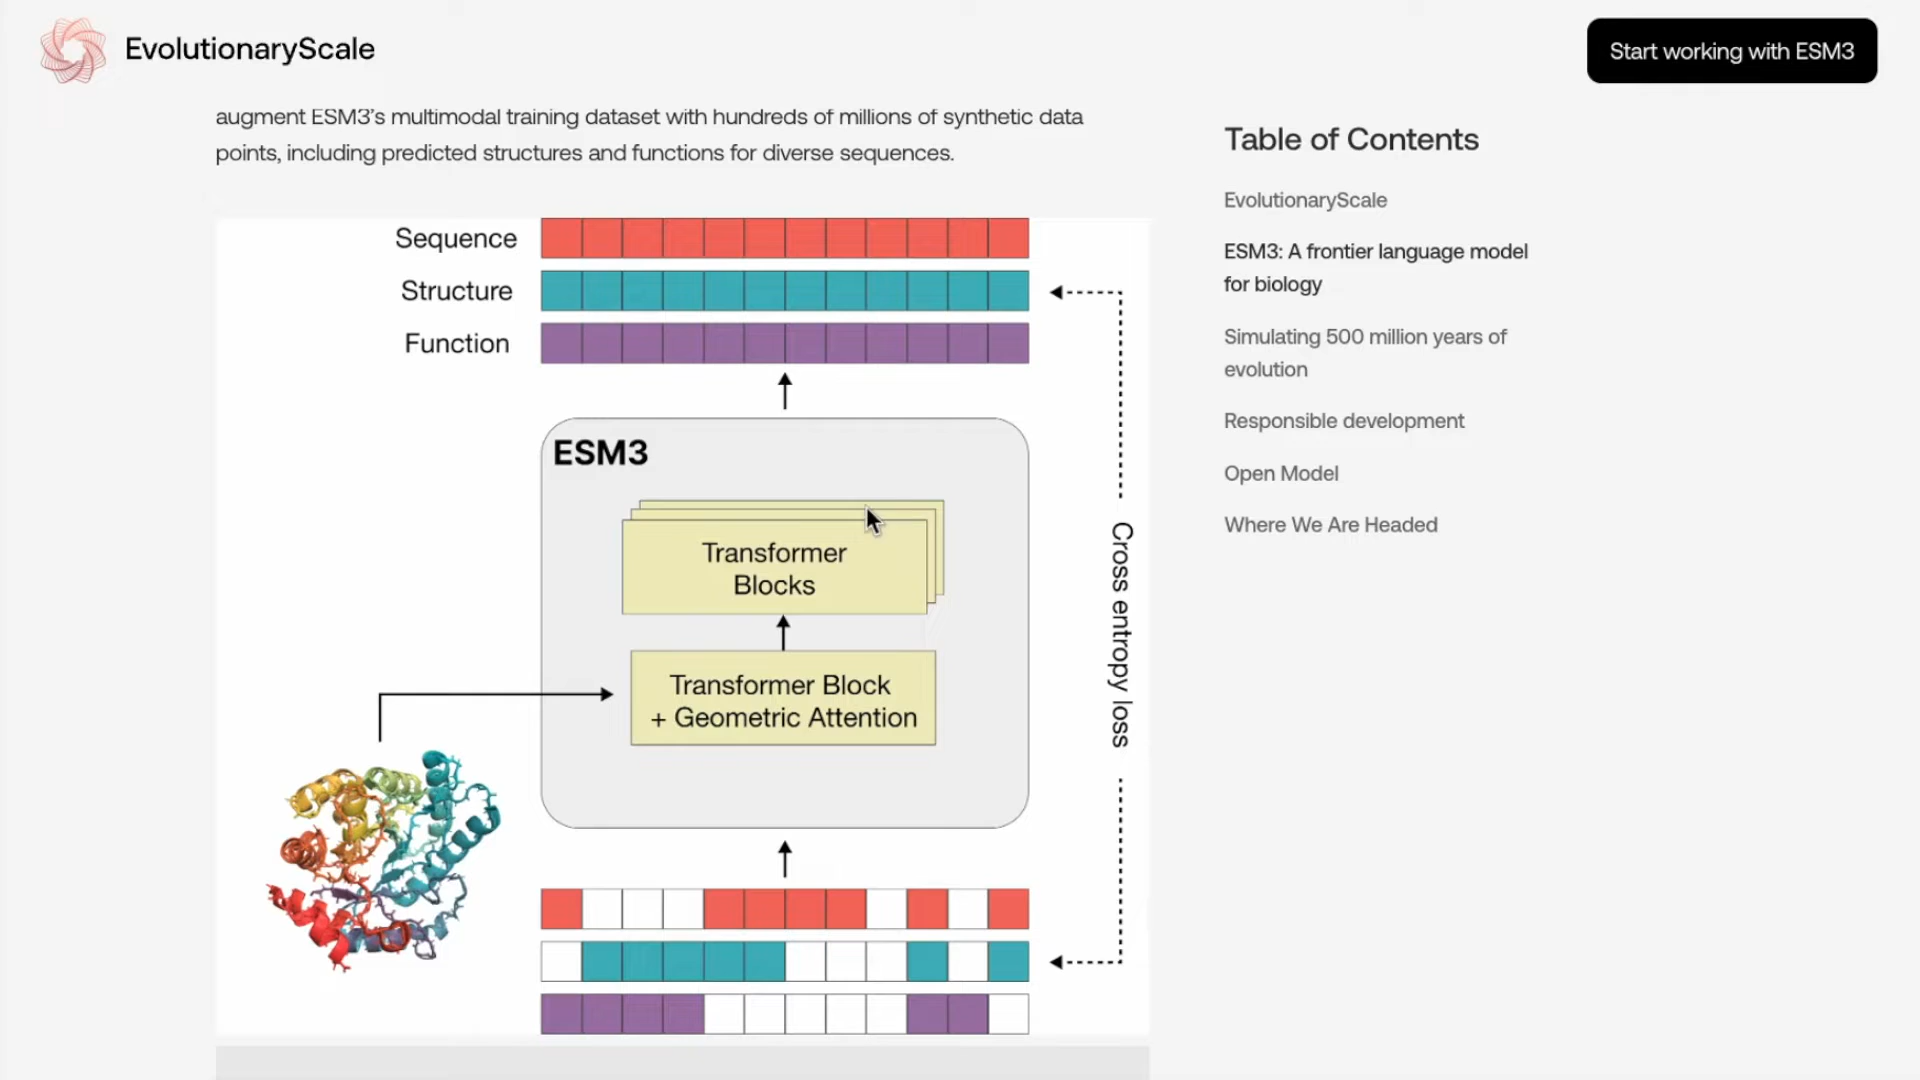 EvolutionaryScale
Start working with ESM3
augment ESM3’s multimodal training dataset with hundreds of millions of synthetic data
points, including predicted structures and functions for diverse sequences.
Sequence
Structure
Function
ESM3
Transformer
Blocks
Transformer Block
+ Geometric Attention
Cross entropy loss
Table of Contents
EvolutionaryScale
ESM3: A frontier language model
for biology
Simulating 500 million years of
evolution
Responsible development
Open Model
Where We Are Headed